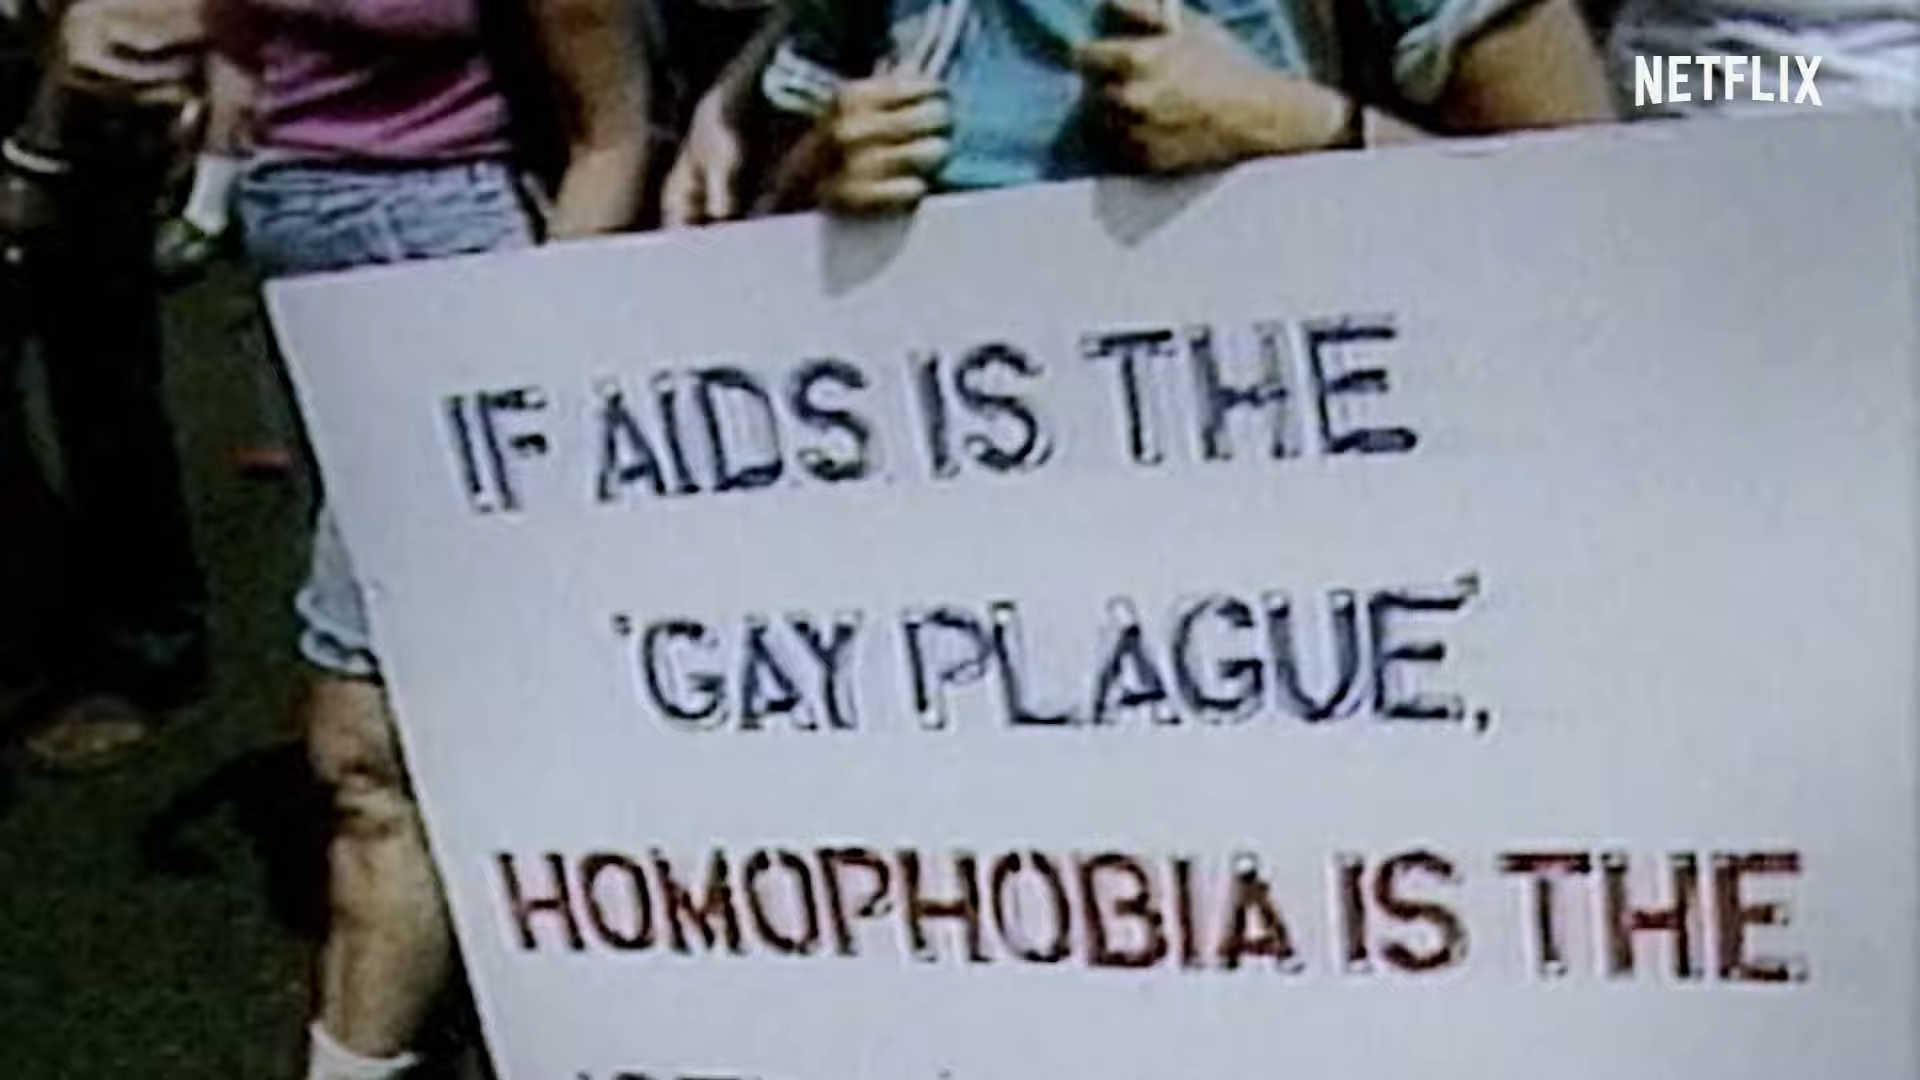 NETFLIX
IF AIDS IS THE
'GAY PLAGUE',
HOMOPHOBIA IS THE